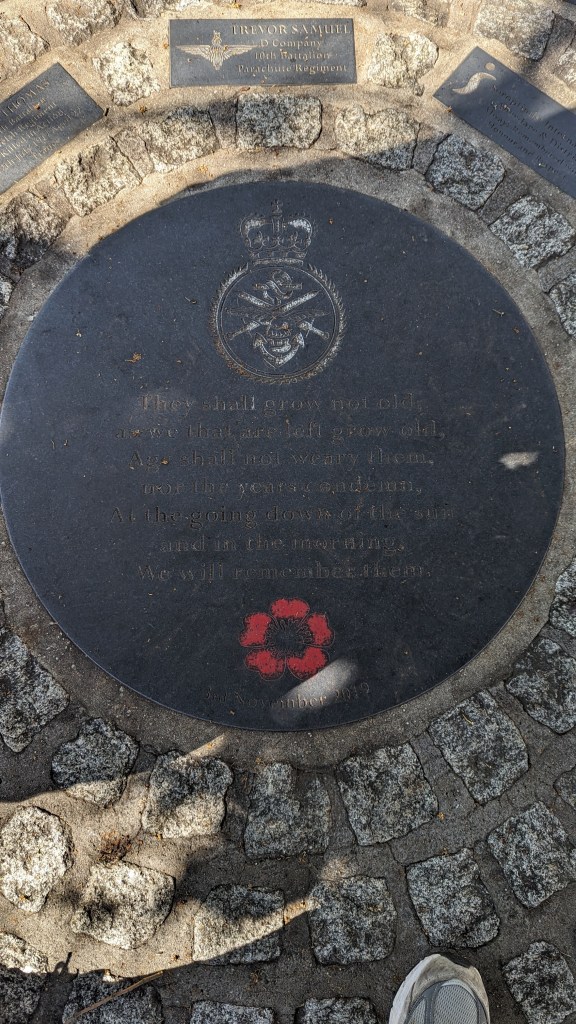 TREVOR SAMUEL
D Company
10th Battalion
Parachute Regiment
THOMAS
They shall grow not old,
as we that are left grow old.
Age shall not weary them,
nor the years condemn,
At the going down of the sun
and in the morning,
We will remember them.
3rd November 2019